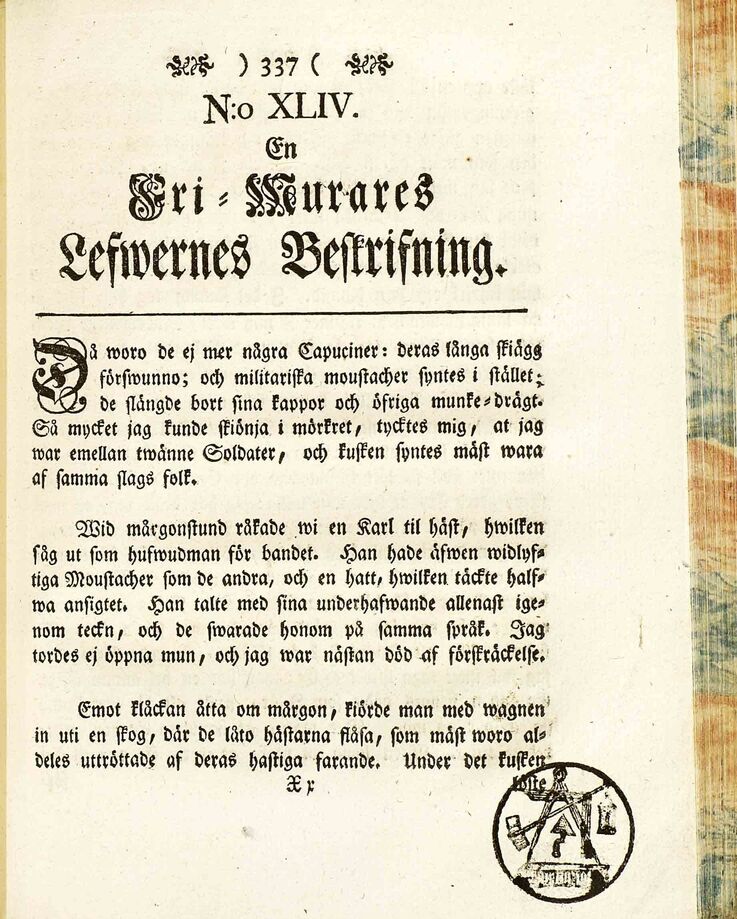 ) 337 (
N:o XLIV.
En
Fri-Murares
Lefwernes Beskrifning.
Då woro de ej mer några Capuciner: deras långa skiägg
förswunno; och militariska moustacher syntes i stället;
de slängde bort sina kappor och öfriga munke-drägt.
Så mycket jag kunde skiönja i mörkret, tycktes mig, at jag
war emellan twänne Soldater, och kusken syntes mäst wara
af samma slags folk.
Wid mårgonstund råkade wi en Karl til häst, hwilken
såg ut som hufwudman för bandet. Han hade äfwen widlyf-
tiga Moustacher som de andra, och en hatt, hwilken täckte half-
wa ansigtet. Han talte med sina underhafwande allenast ige-
nom teckn, och de swarade honom på samma språk. Jag
tordes ej öppna mun, och jag war nästan död af förskräckelse.
Emot klåckan åtta om mårgon, kiörde man med wagnen
in uti en skog, där de låto hästarna flåsa, som mäst woro al-
deles uttröttade af deras hastiga farande. Under det kusken
Xx